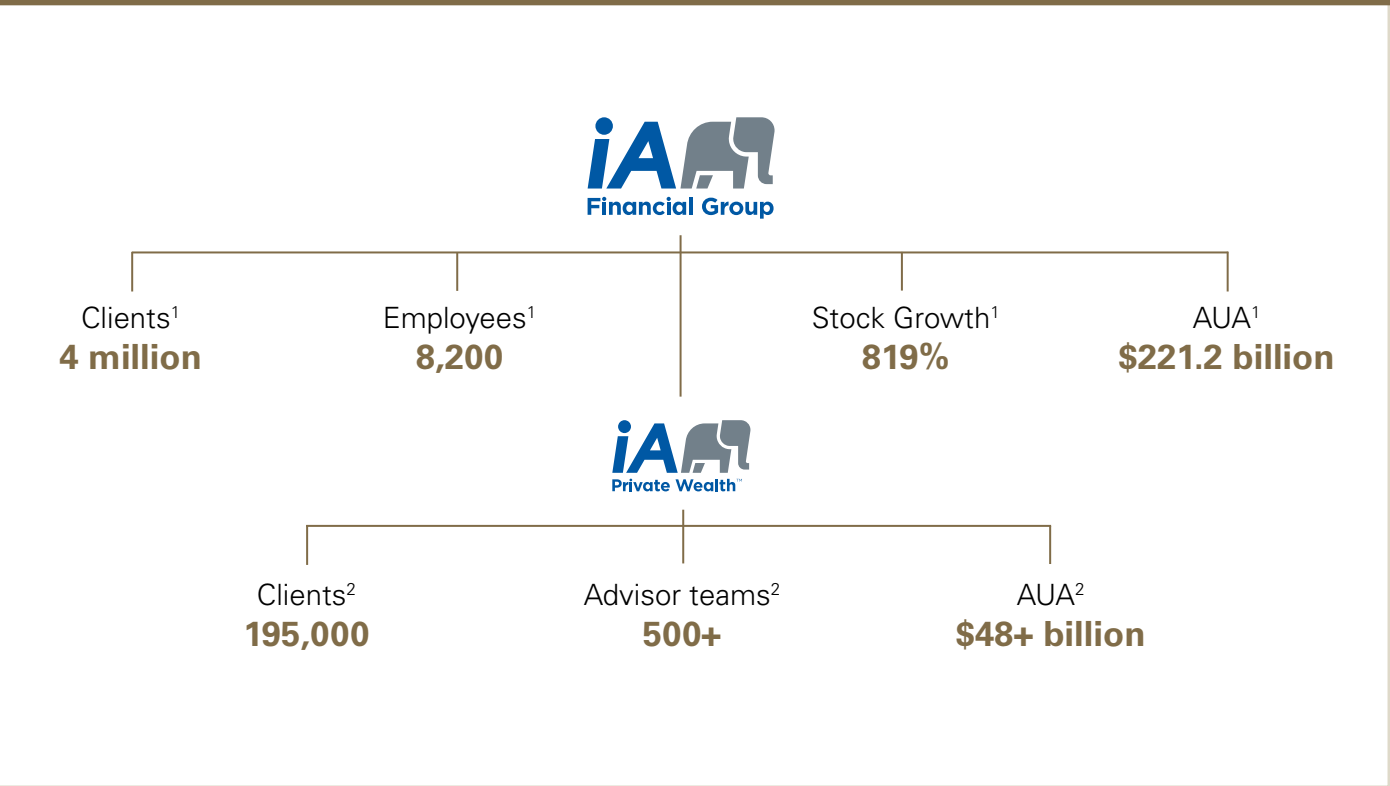 iA
Financial Group
Clients¹
4 million
Employees¹
8,200
Stock Growth¹
819%
AUA¹
$221.2 billion
iA
Private Wealth™
Clients²
195,000
Advisor teams²
500+
AUA²
$48+ billion